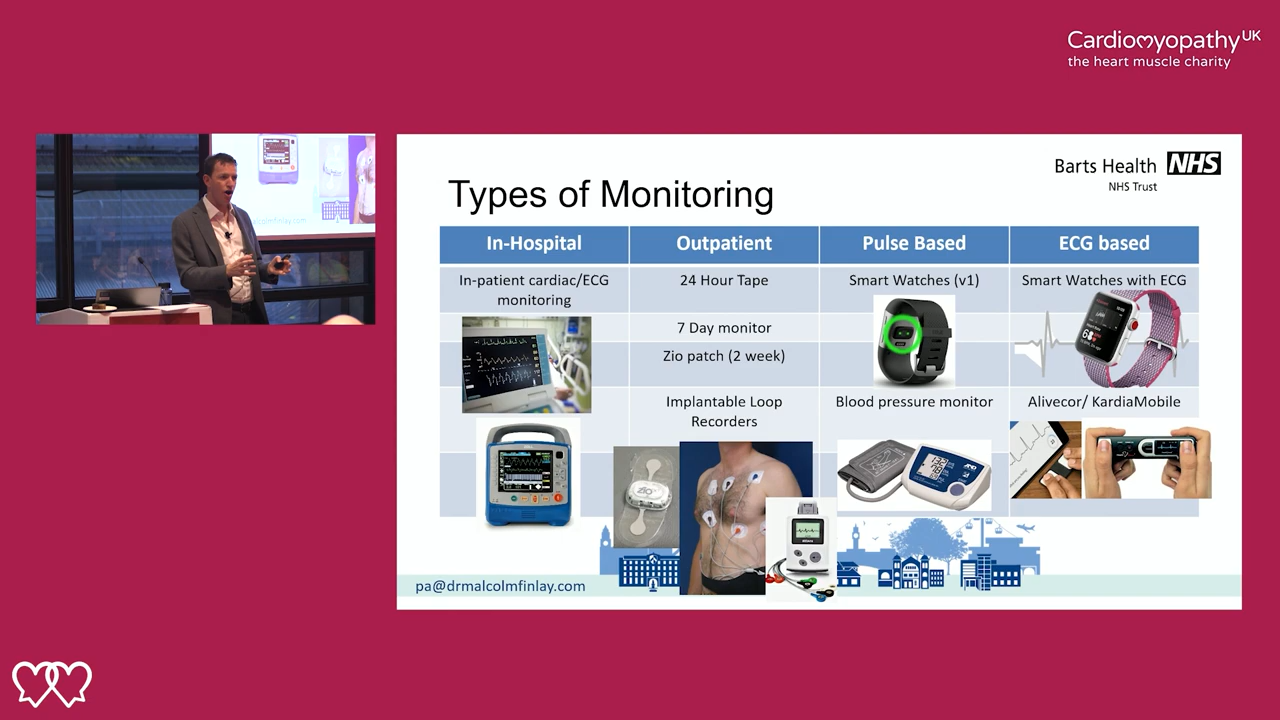 Cardiomyopathy UK
the heart muscle charity
Barts Health NHS
NHS Trust
Types of Monitoring
In-Hospital
Outpatient
Pulse Based
ECG based
In-patient cardiac/ECG
monitoring
24 Hour Tape
Smart Watches (v1)
Smart Watches with ECG
7 Day monitor
Zio patch (2 week)
Implantable Loop
Recorders
Blood pressure monitor
Alivecor/ KardiaMobile
ZIO
AND
pa@drmalcolmfinlay.com